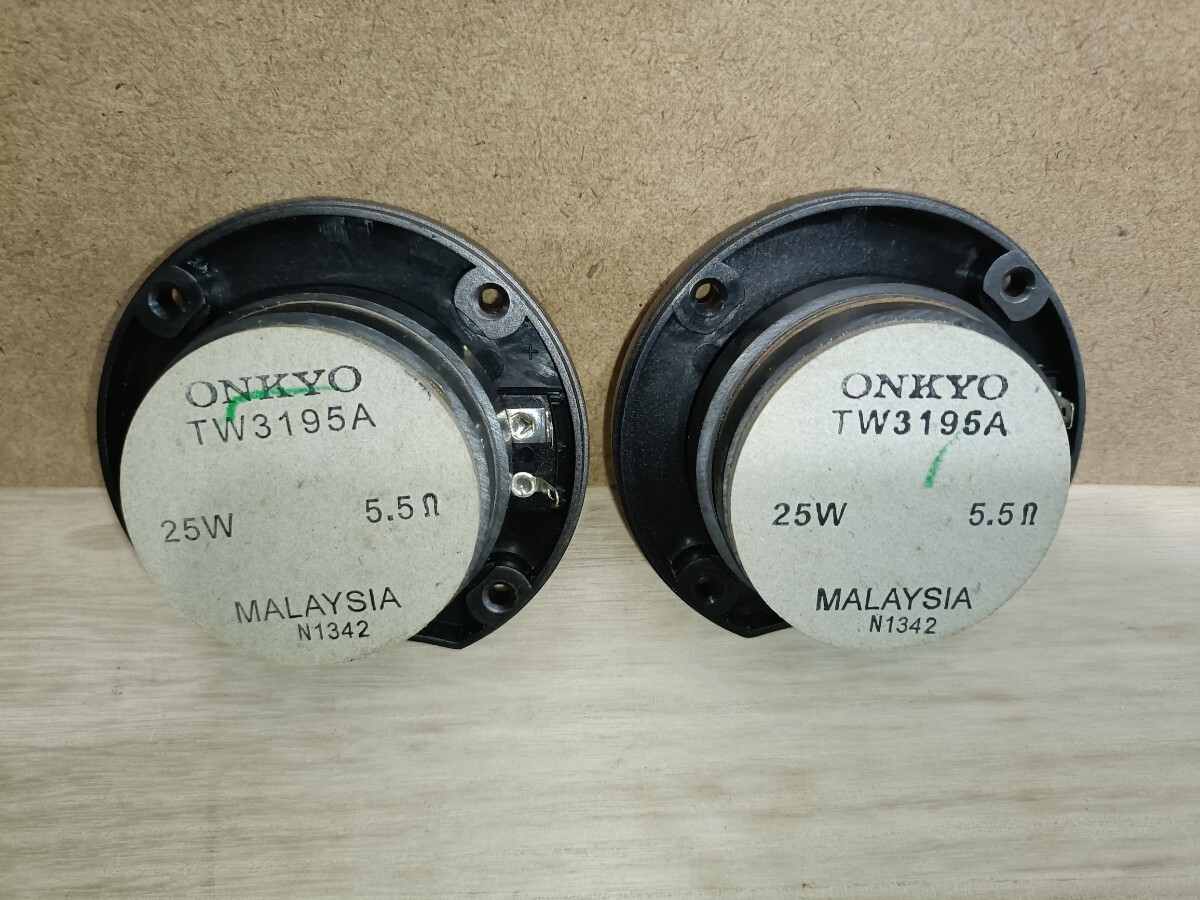 ONKYO
TW3195A
25W 5.5Ω
MALAYSIA
N1342
+
ONKYO
TW3195A
25W 5.5Ω
MALAYSIA
N1342